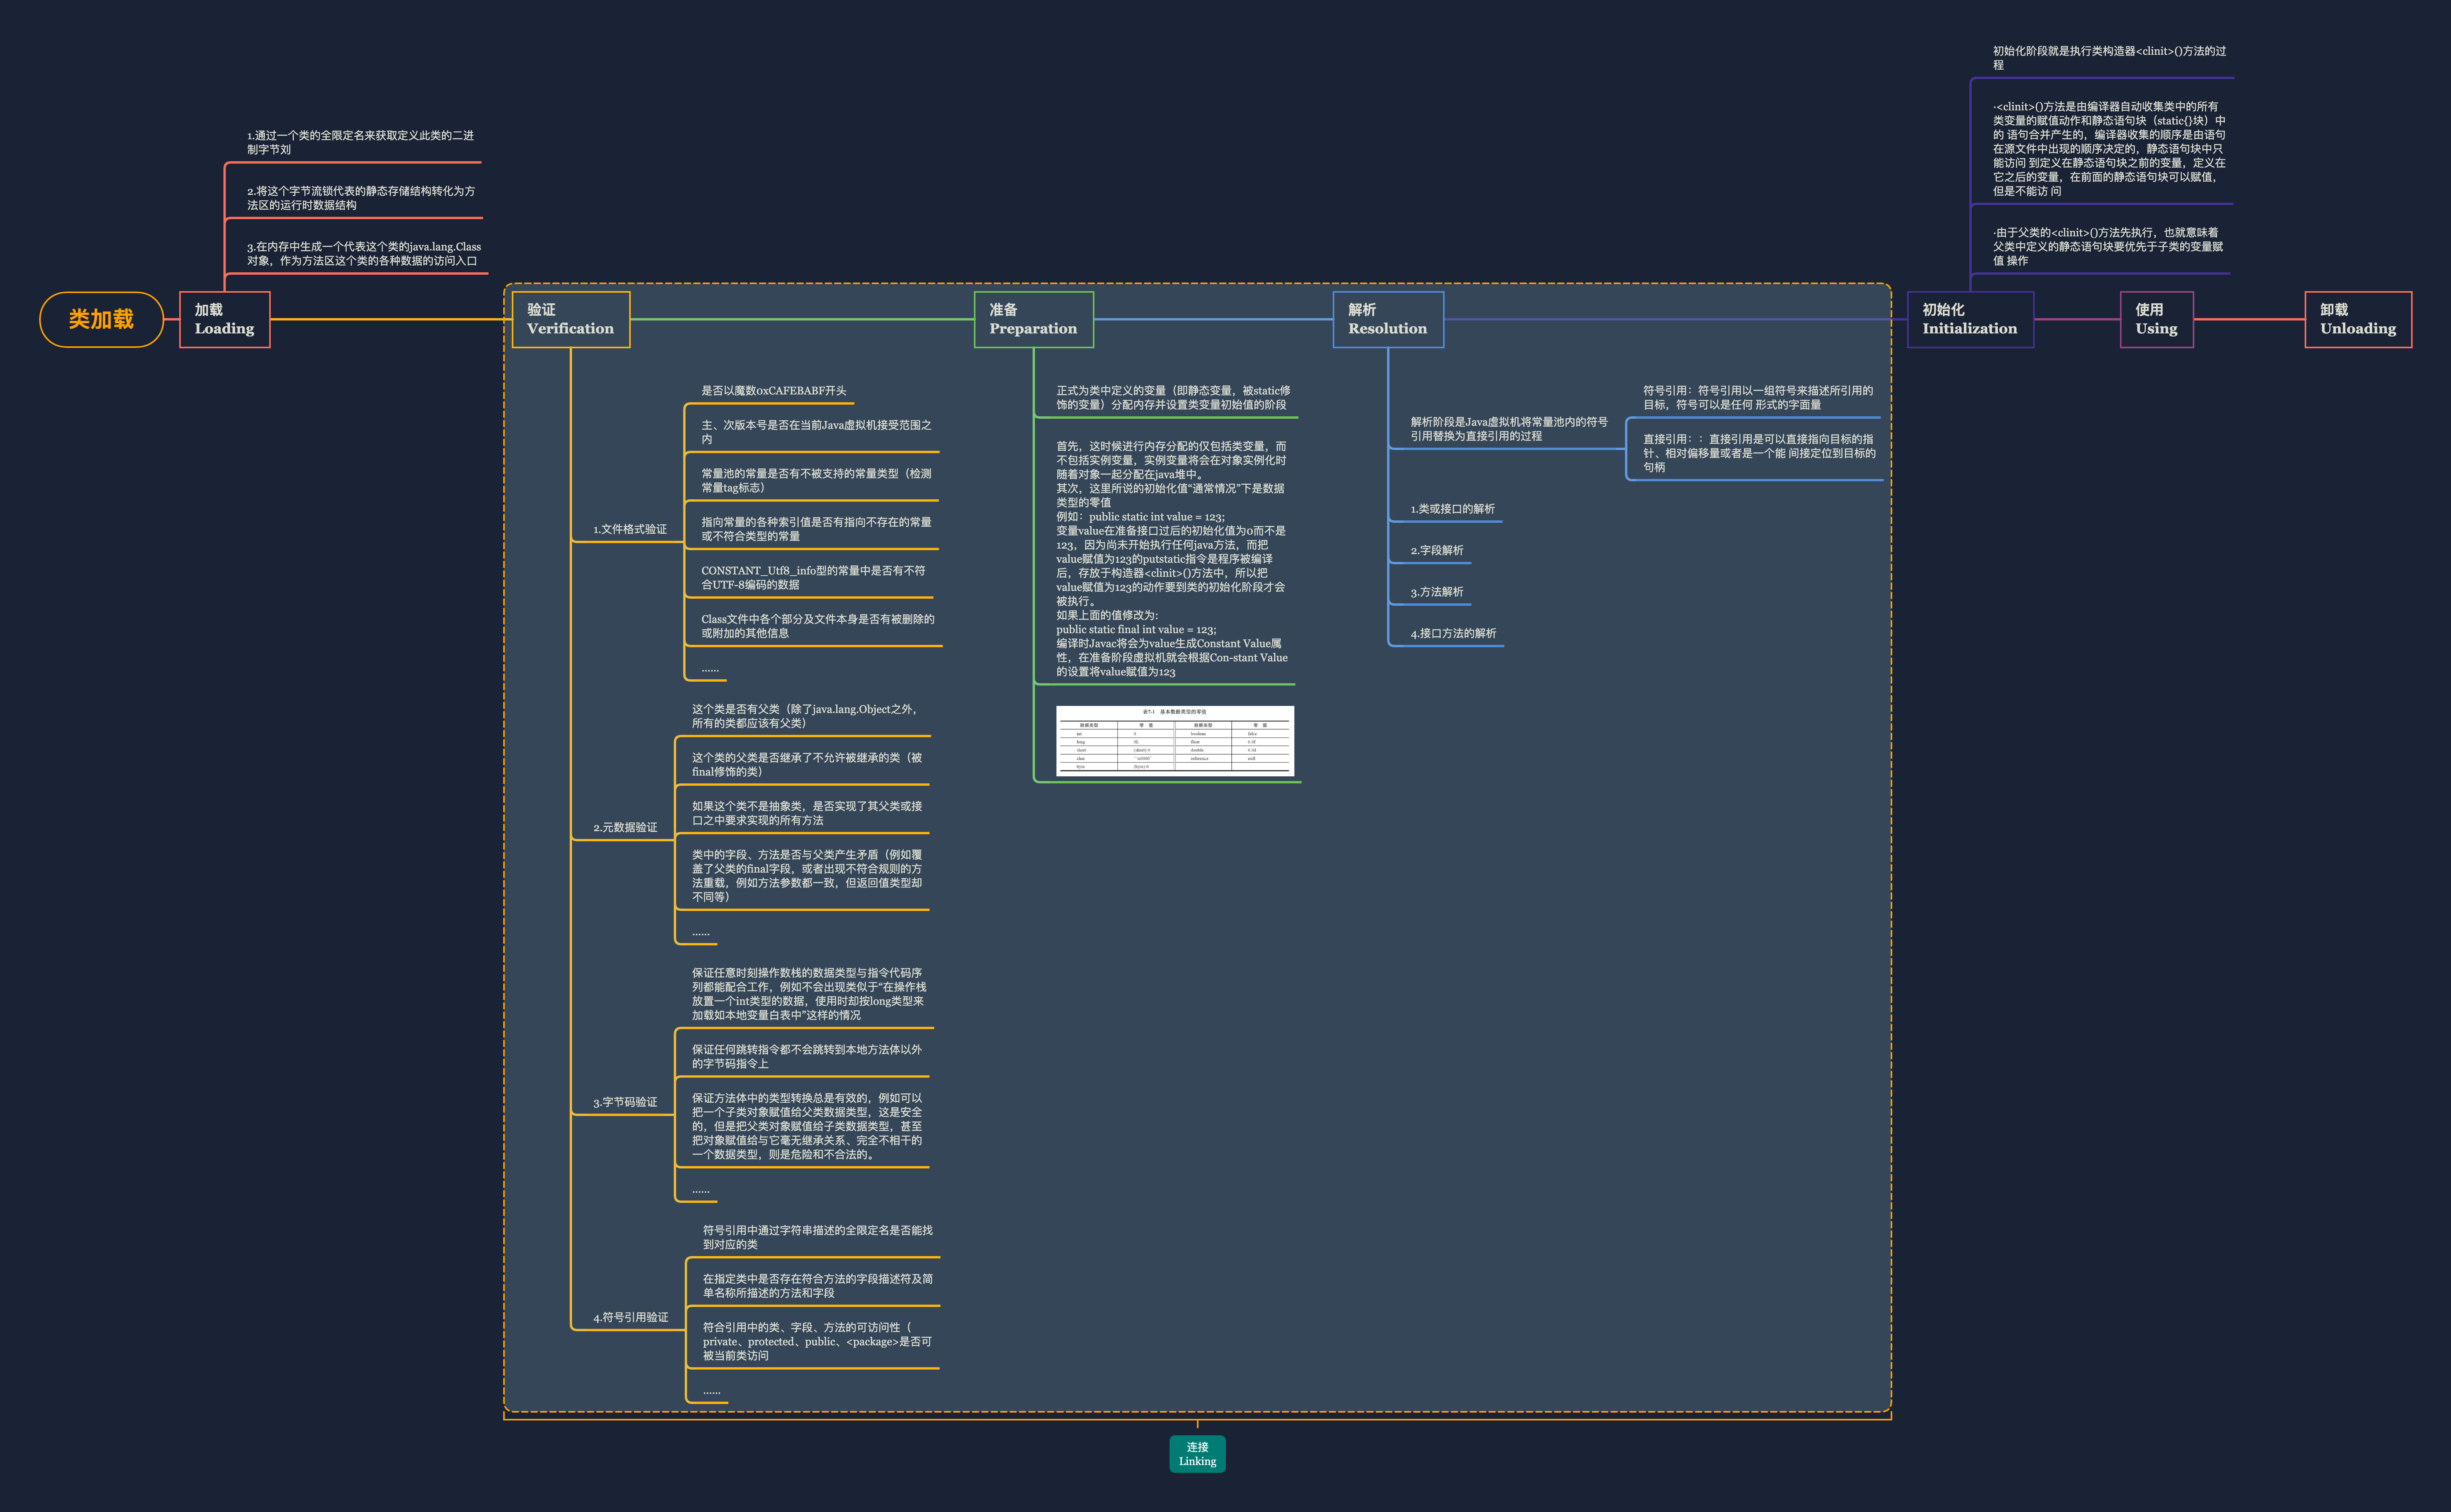 类加载
加载
Loading
1.通过一个类的全限定名来获取定义此类的二进
制字节刘
2.将这个字节流锁代表的静态存储结构转化为方
法区的运行时数据结构
3.在内存中生成一个代表这个类的java.lang.Class
对象，作为方法区这个类的各种数据的访问入口
验证
Verification
1.文件格式验证
是否以魔数0xCAFEBABF开头
主、次版本号是否在当前Java虚拟机接受范围之
内
常量池的常量是否有不被支持的常量类型（检测
常量tag标志）
指向常量的各种索引值是否有指向不存在的常量
或不符合类型的常量
CONSTANT_Utf8_info型的常量中是否有不符
合UTF-8编码的数据
Class文件中各个部分及文件本身是否有被删除的
或附加的其他信息
......
2.元数据验证
这个类是否有父类（除了java.lang.Object之外，
所有的类都应该有父类）
这个类的父类是否继承了不允许被继承的类（被
final修饰的类）
如果这个类不是抽象类，是否实现了其父类或接
口之中要求实现的所有方法
类中的字段、方法是否与父类产生矛盾（例如覆
盖了父类的final字段，或者出现不符合规则的方
法重载，例如方法参数都一致，但返回值类型却
不同等）
......
3.字节码验证
保证任意时刻操作数栈的数据类型与指令代码序
列都能配合工作，例如不会出现类似于“在操作栈
放置一个int类型的数据，使用时却按long类型来
加载如本地变量白表中”这样的情况
保证任何跳转指令都不会跳转到本地方法体以外
的字节码指令上
保证方法体中的类型转换总是有效的，例如可以
把一个子类对象赋值给父类数据类型，这是安全
的，但是把父类对象赋值给子类数据类型，甚至
把对象赋值给与它毫无继承关系、完全不相干的
一个数据类型，则是危险和不合法的。
......
4.符号引用验证
符号引用中通过字符串描述的全限定名是否能找
到对应的类
在指定类中是否存在符合方法的字段描述符及简
单名称所描述的方法和字段
符合引用中的类、字段、方法的可访问性（
private、protected、public、<package>是否可
被当前类访问
......
准备
Preparation
正式为类中定义的变量（即静态变量，被static修
饰的变量）分配内存并设置类变量初始值的阶段
首先，这时候进行内存分配的仅包括类变量，而
不包括实例变量，实例变量将会在对象实例化时
随着对象一起分配在java堆中。
其次，这里所说的初始化值“通常情况”下是数据
类型的零值
例如：public static int value = 123;
变量value在准备接口过后的初始化值为0而不是
123，因为尚未开始执行任何java方法，而把
value赋值为123的putstatic指令是程序被编译
后，存放于构造器<clinit>()方法中，所以把
value赋值为123的动作要到类的初始化阶段才会
被执行。
如果上面的值修改为:
public static final int value = 123;
编译时Javac将会为value生成Constant Value属
性，在准备阶段虚拟机就会根据Con-stant Value
的设置将value赋值为123
表7-1 基本数据类型的零值
数据类型 零 值 数据类型 零 值
int 0 boolean false
long 0L float 0.0f
short (short) 0 double 0.0d
char '\u0000' reference null
byte (byte) 0
解析
Resolution
解析阶段是Java虚拟机将常量池内的符号
引用替换为直接引用的过程
符号引用：符号引用以一组符号来描述所引用的
目标，符号可以是任何 形式的字面量
直接引用：：直接引用是可以直接指向目标的指
针、相对偏移量或者是一个能 间接定位到目标的
句柄
1.类或接口的解析
2.字段解析
3.方法解析
4.接口方法的解析
初始化
Initialization
初始化阶段就是执行类构造器<clinit>()方法的过
程
·<clinit>()方法是由编译器自动收集类中的所有
类变量的赋值动作和静态语句块（static{}块）中
的 语句合并产生的，编译器收集的顺序是由语句
在源文件中出现的顺序决定的，静态语句块中只
能访问 到定义在静态语句块之前的变量，定义在
它之后的变量，在前面的静态语句块可以赋值，
但是不能访 问
·由于父类的<clinit>()方法先执行，也就意味着
父类中定义的静态语句块要优先于子类的变量赋
值 操作
使用
Using
卸载
Unloading
连接
Linking